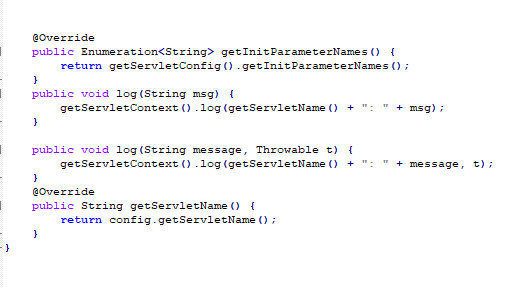 @Override
public Enumeration<String> getInitParameterNames() {
return getServletConfig().getInitParameterNames();
}
public void log(String msg) {
getServletContext().log(getServletName() + ": " + msg);
}
public void log(String message, Throwable t) {
getServletContext().log(getServletName() + ": " + message, t);
}
@Override
public String getServletName() {
return config.getServletName();
}
}